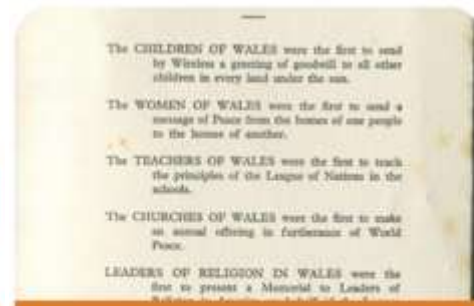 The CHILDREN OF WALES were the first to send
by Wireless a greeting of goodwill to all other
children in every land under the sun.
The WOMEN OF WALES were the first to send a
message of Peace from the homes of one people
to the homes of another.
The TEACHERS OF WALES were the first to teach
the principles of the League of Nations in the
schools.
The CHURCHES OF WALES were the first to make
an annual offering in furtherance of World
Peace.
LEADERS OF RELIGION IN WALES were the
first to present a Memorial to Leaders of